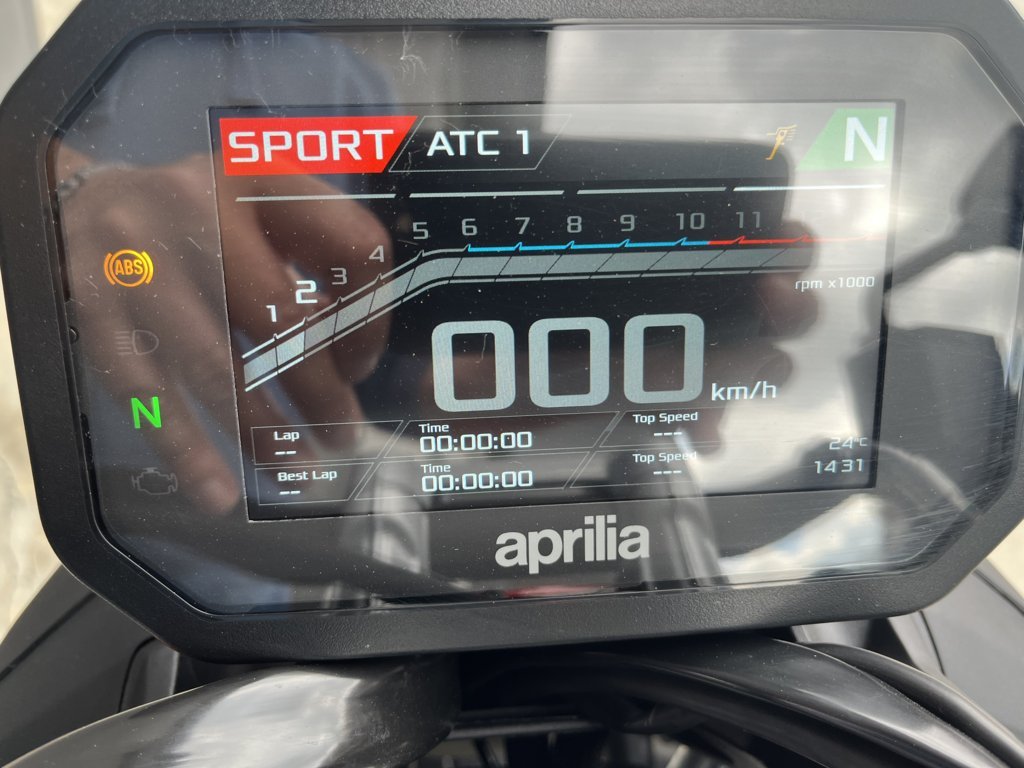 SPORT ATC 1 N
1 2 3 4 5 6 7 8 9 10 11
rpm x1000
ABS
N
000 km/h
Lap -- Time 00:00:00 Top Speed ---
Best Lap -- Time 00:00:00 Top Speed ---
24°C
14:31
aprilia